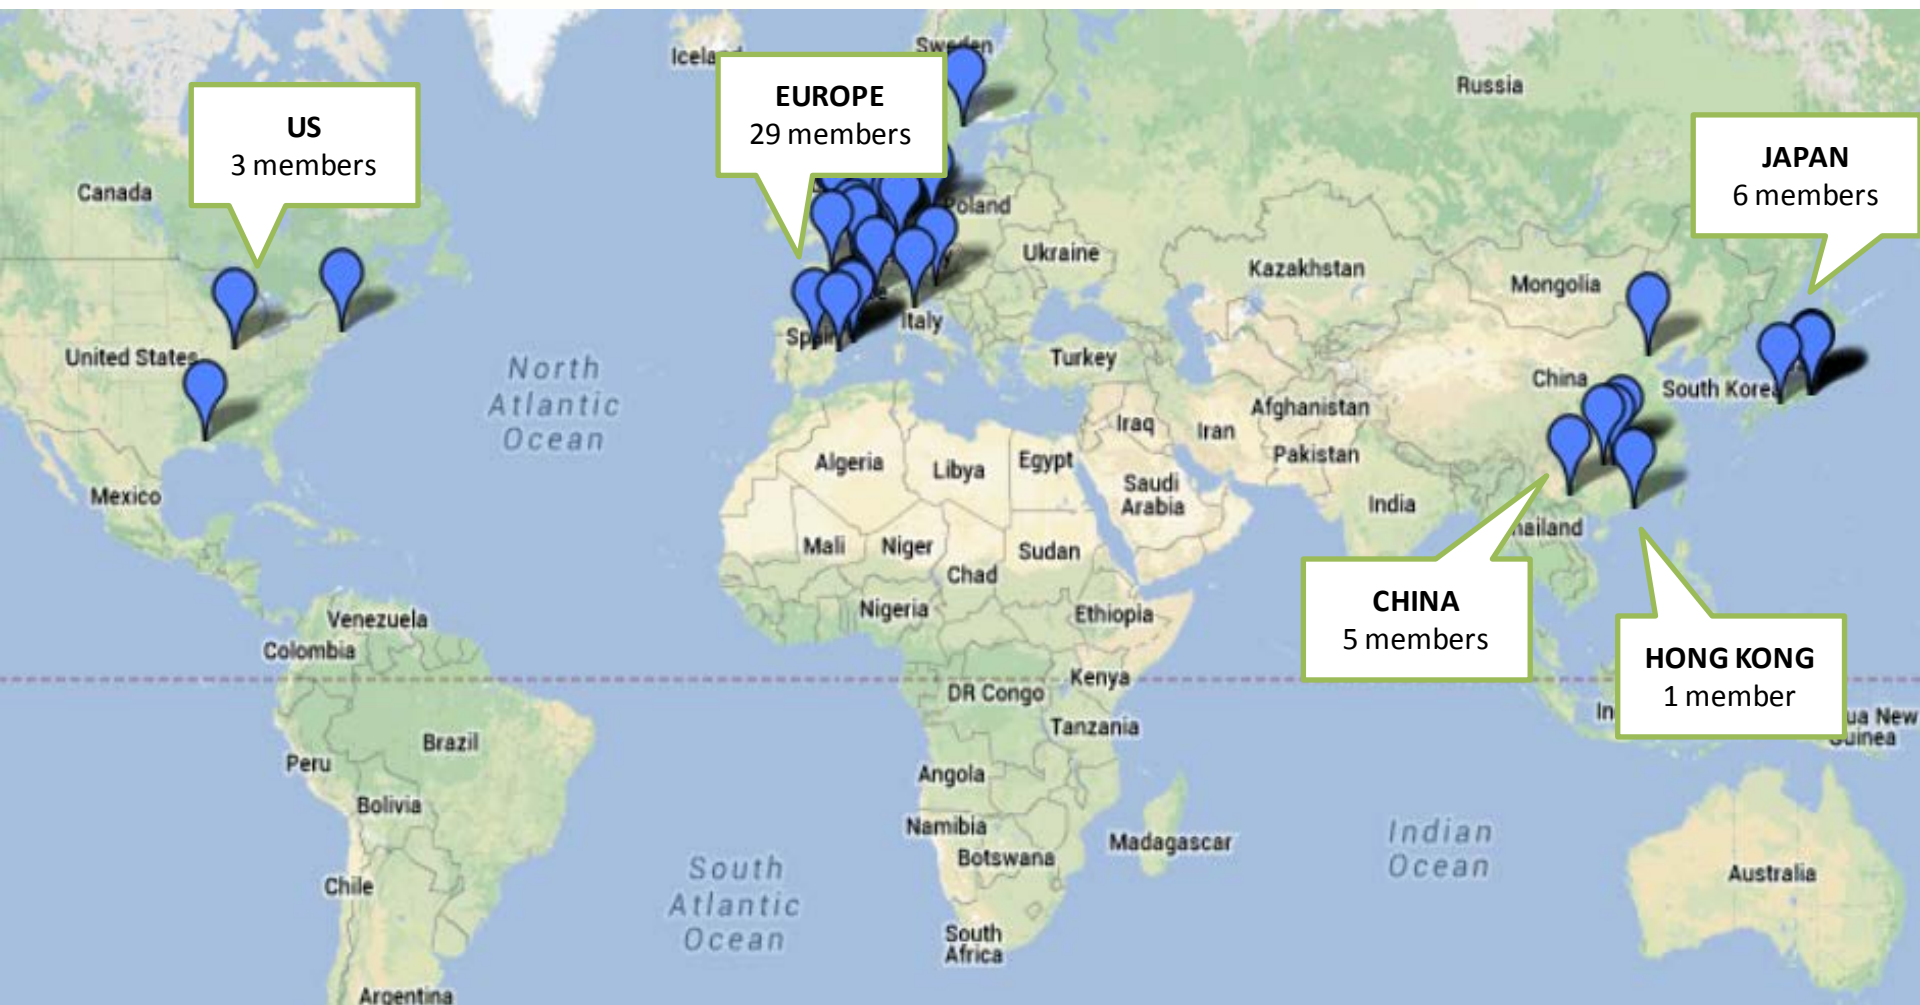 Sweden
Russia
EUROPE
29 members
US
3 members
JAPAN
6 members
Canada
Poland
Ukraine
Kazakhstan
Mongolia
Italy
Spain
United States
Turkey
China
South Korea
North
Atlantic
Ocean
Afghanistan
Iraq
Iran
Pakistan
Algeria
Libya
Egypt
Saudi
Arabia
India
Mexico
Mali
Niger
Sudan
Chad
Nigeria
Ethiopia
CHINA
5 members
HONG KONG
1 member
Venezuela
Colombia
Kenya
DR Congo
Tanzania
Brazil
Peru
Angola
Bolivia
Namibia
Botswana
Madagascar
Indian
Ocean
South
Atlantic
Ocean
Chile
Australia
South
Africa
Argentina